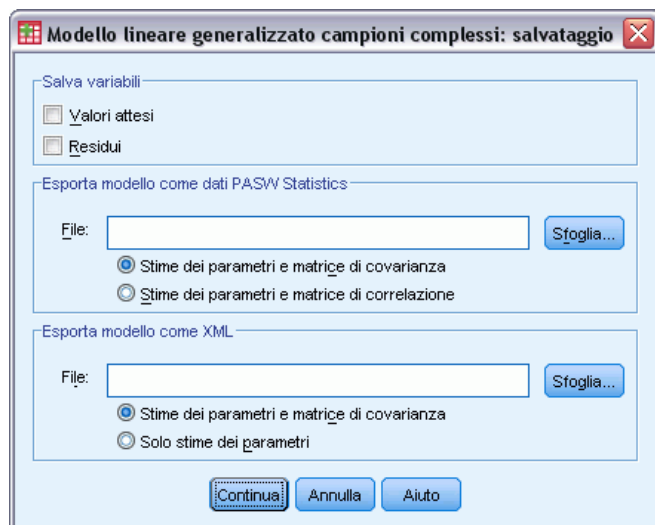 Modello lineare generalizzato campioni complessi: salvataggio
Salva variabili
Valori attesi
Residui
Esporta modello come dati PASW Statistics
File: Sfoglia...
Stime dei parametri e matrice di covarianza
Stime dei parametri e matrice di correlazione
Esporta modello come XML
File: Sfoglia...
Stime dei parametri e matrice di covarianza
Solo stime dei parametri
Continua Annulla Aiuto